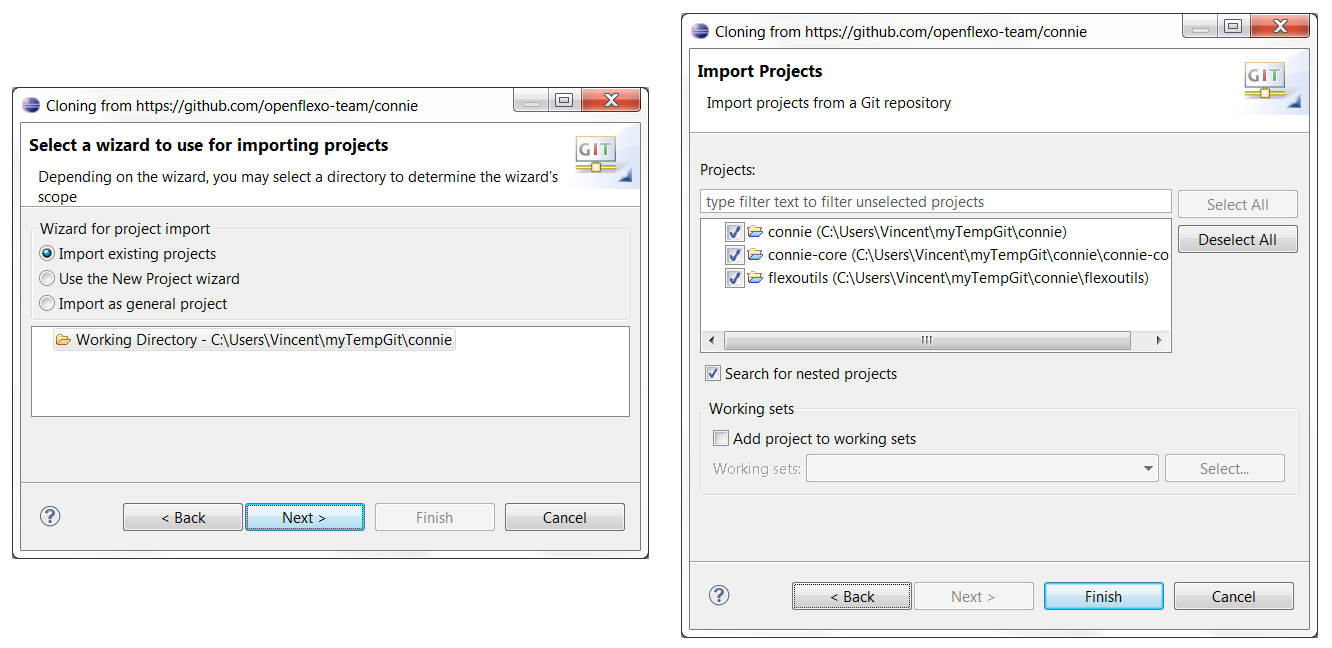 Cloning from https://github.com/openflexo-team/connie
Select a wizard to use for importing projects
Depending on the wizard, you may select a directory to determine the wizard's
scope
GIT
Wizard for project import
Import existing projects
Use the New Project wizard
Import as general project
Working Directory - C:\Users\Vincent\myTempGit\connie
?
< Back
Next >
Finish
Cancel
Cloning from https://github.com/openflexo-team/connie
Import Projects
Import projects from a Git repository
GIT
Projects:
type filter text to filter unselected projects
Select All
connie (C:\Users\Vincent\myTempGit\connie)
Deselect All
connie-core (C:\Users\Vincent\myTempGit\connie\connie-co
flexoutils (C:\Users\Vincent\myTempGit\connie\flexoutils)
Search for nested projects
Working sets
Add project to working sets
Working sets:
Select...
?
< Back
Next >
Finish
Cancel